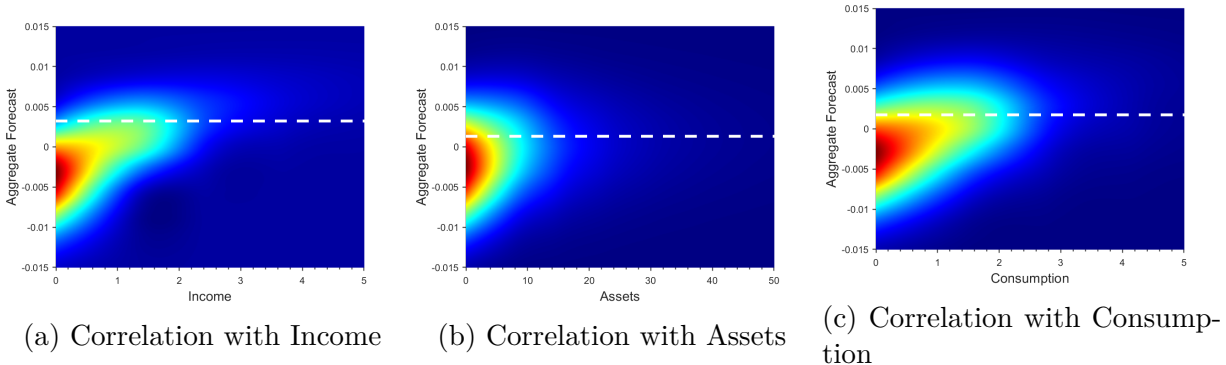 0.015
0.01
0.005
0
-0.005
-0.01
-0.015
Aggregate Forecast
0 1 2 3 4 5
Income
(a) Correlation with Income
0.015
0.01
0.005
0
-0.005
-0.01
-0.015
Aggregate Forecast
0 10 20 30 40 50
Assets
(b) Correlation with Assets
0.015
0.01
0.005
0
-0.005
-0.01
-0.015
Aggregate Forecast
0 1 2 3 4 5
Consumption
(c) Correlation with Consump-
tion